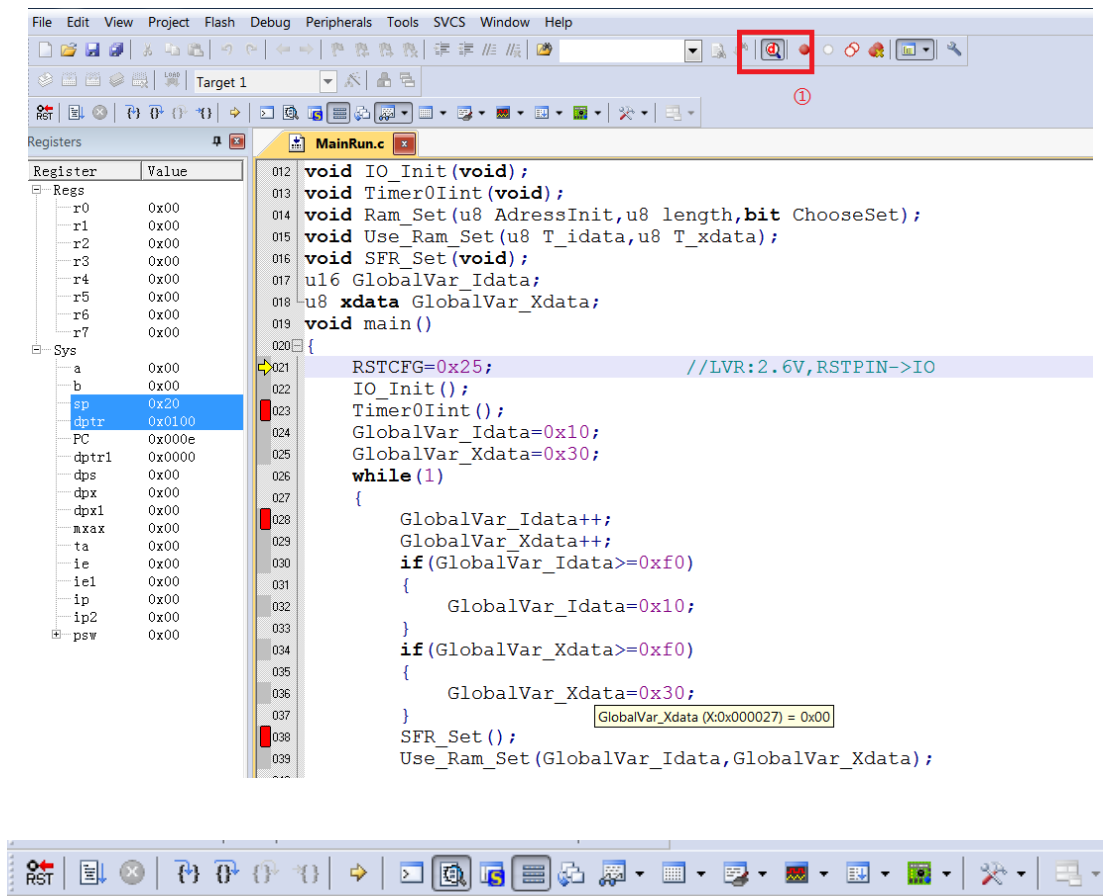 File Edit View Project Flash Debug Peripherals Tools SVCS Window Help
LOAD Target 1
①
RST
Registers
MainRun.c
Register Value
Regs
r0 0x00
r1 0x00
r2 0x00
r3 0x00
r4 0x00
r5 0x00
r6 0x00
r7 0x00
Sys
a 0x00
b 0x00
sp 0x20
dptr 0x0100
PC 0x000e
dptr1 0x0000
dps 0x00
dpx 0x00
dpx1 0x00
mxax 0x00
ta 0x00
ie 0x00
ie1 0x00
ip 0x00
ip2 0x00
psw 0x00
012 void IO_Init(void);
013 void Timer0Iint(void);
014 void Ram_Set(u8 AdressInit,u8 length,bit ChooseSet);
015 void Use_Ram_Set(u8 T_idata,u8 T_xdata);
016 void SFR_Set(void);
017 u16 GlobalVar_Idata;
018 u8 xdata GlobalVar_Xdata;
019 void main()
020 {
021 RSTCFG=0x25; //LVR:2.6V,RSTPIN->IO
022 IO_Init();
023 Timer0Iint();
024 GlobalVar_Idata=0x10;
025 GlobalVar_Xdata=0x30;
026 while(1)
027 {
028 GlobalVar_Idata++;
029 GlobalVar_Xdata++;
030 if(GlobalVar_Idata>=0xf0)
031 {
032 GlobalVar_Idata=0x10;
033 }
034 if(GlobalVar_Xdata>=0xf0)
035 {
036 GlobalVar_Xdata=0x30;
037 }
GlobalVar_Xdata (X:0x000027) = 0x00
038 SFR_Set();
039 Use_Ram_Set(GlobalVar_Idata,GlobalVar_Xdata);
RST